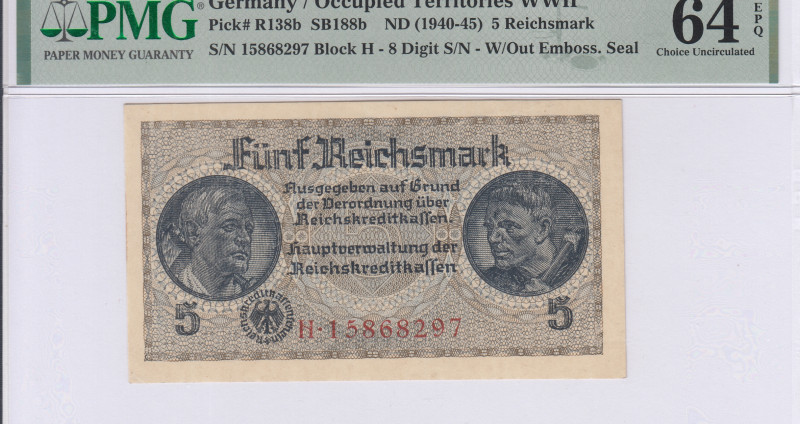 PMG®
PAPER MONEY GUARANTY
Germany / Occupied Territories WWII
Pick# R138b SB188b ND (1940-45) 5 Reichsmark
S/N 15868297 Block H - 8 Digit S/N - W/Out Emboss. Seal
64 EPQ
Choice Uncirculated
Fünf Reichsmark
Ausgegeben auf Grund
der Verordnung über
Reichskreditkassen.
Hauptverwaltung der
Reichskreditkassen
5
5
H·15868297